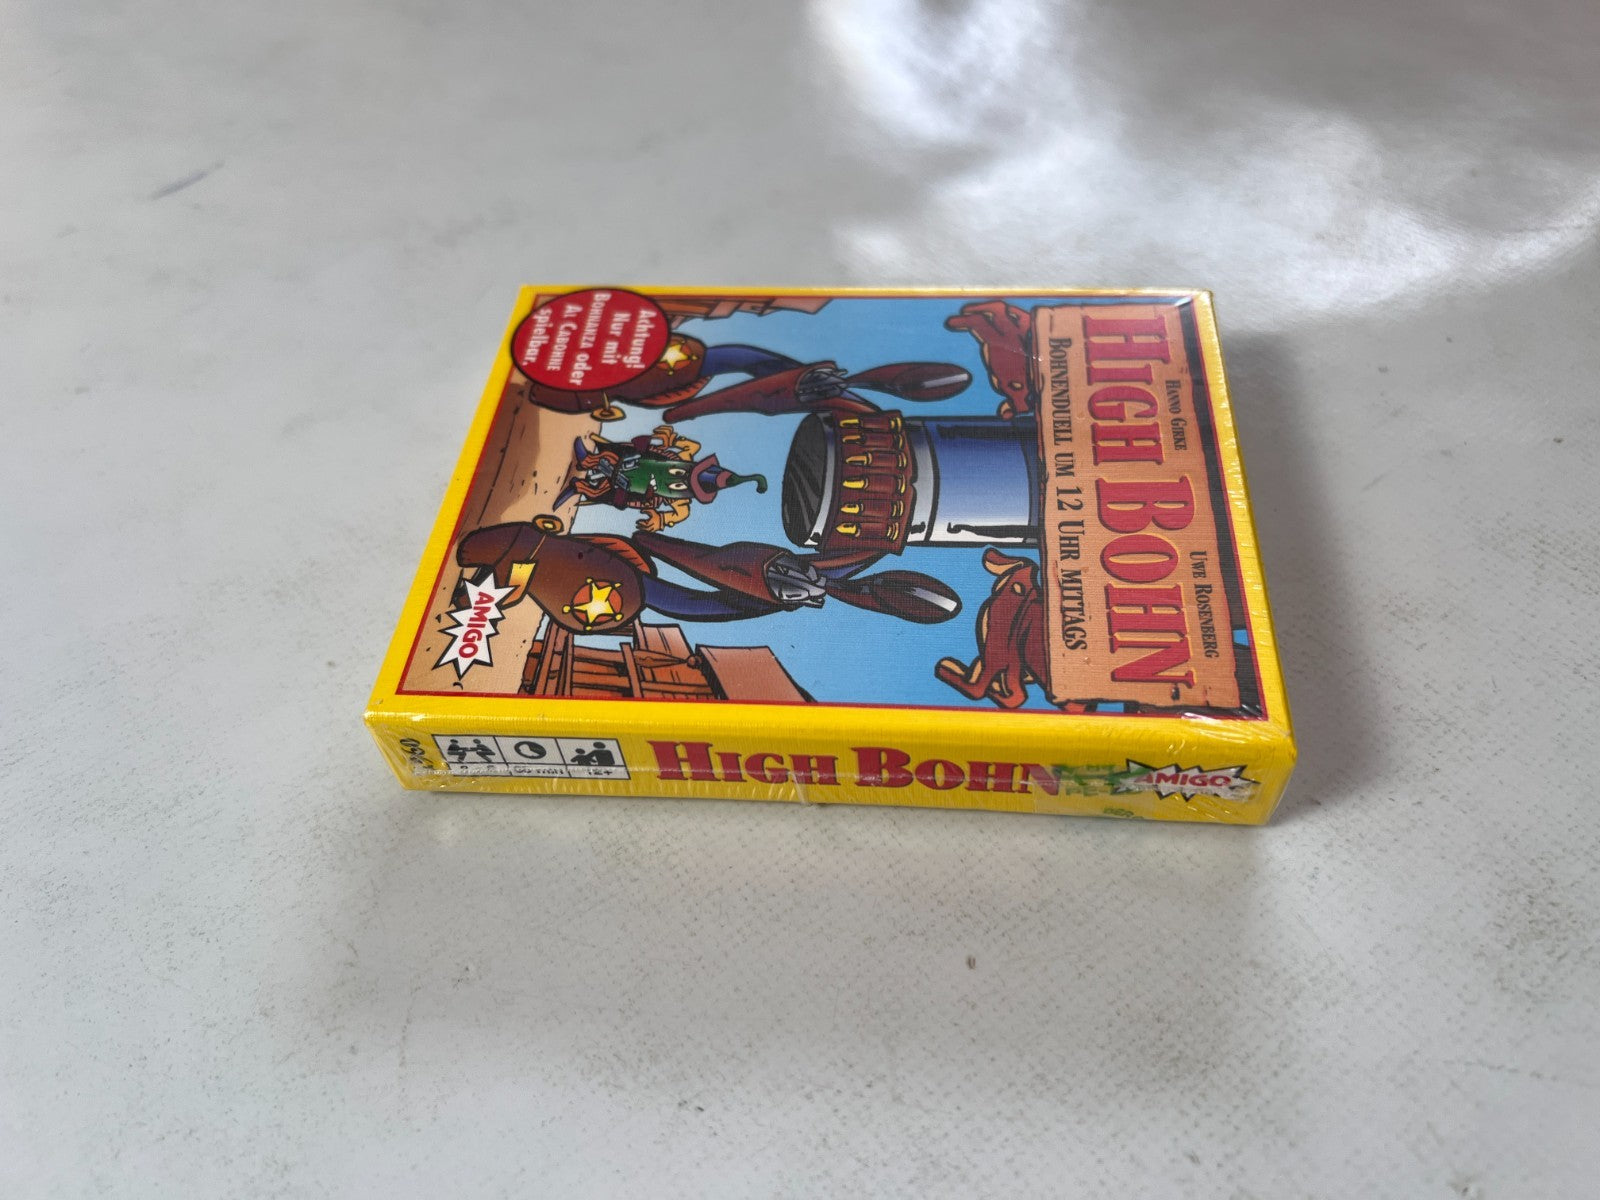 HANNO GIRKE
UWE ROSENBERG
HIGH BOHN
BOHNENDUELL UM 12 UHR MITTAGS
Achtung!
Nur mit
BOHNANZA oder
AL CABOHNE
spielbar.
AMIGO
HIGH BOHN
AMIGO